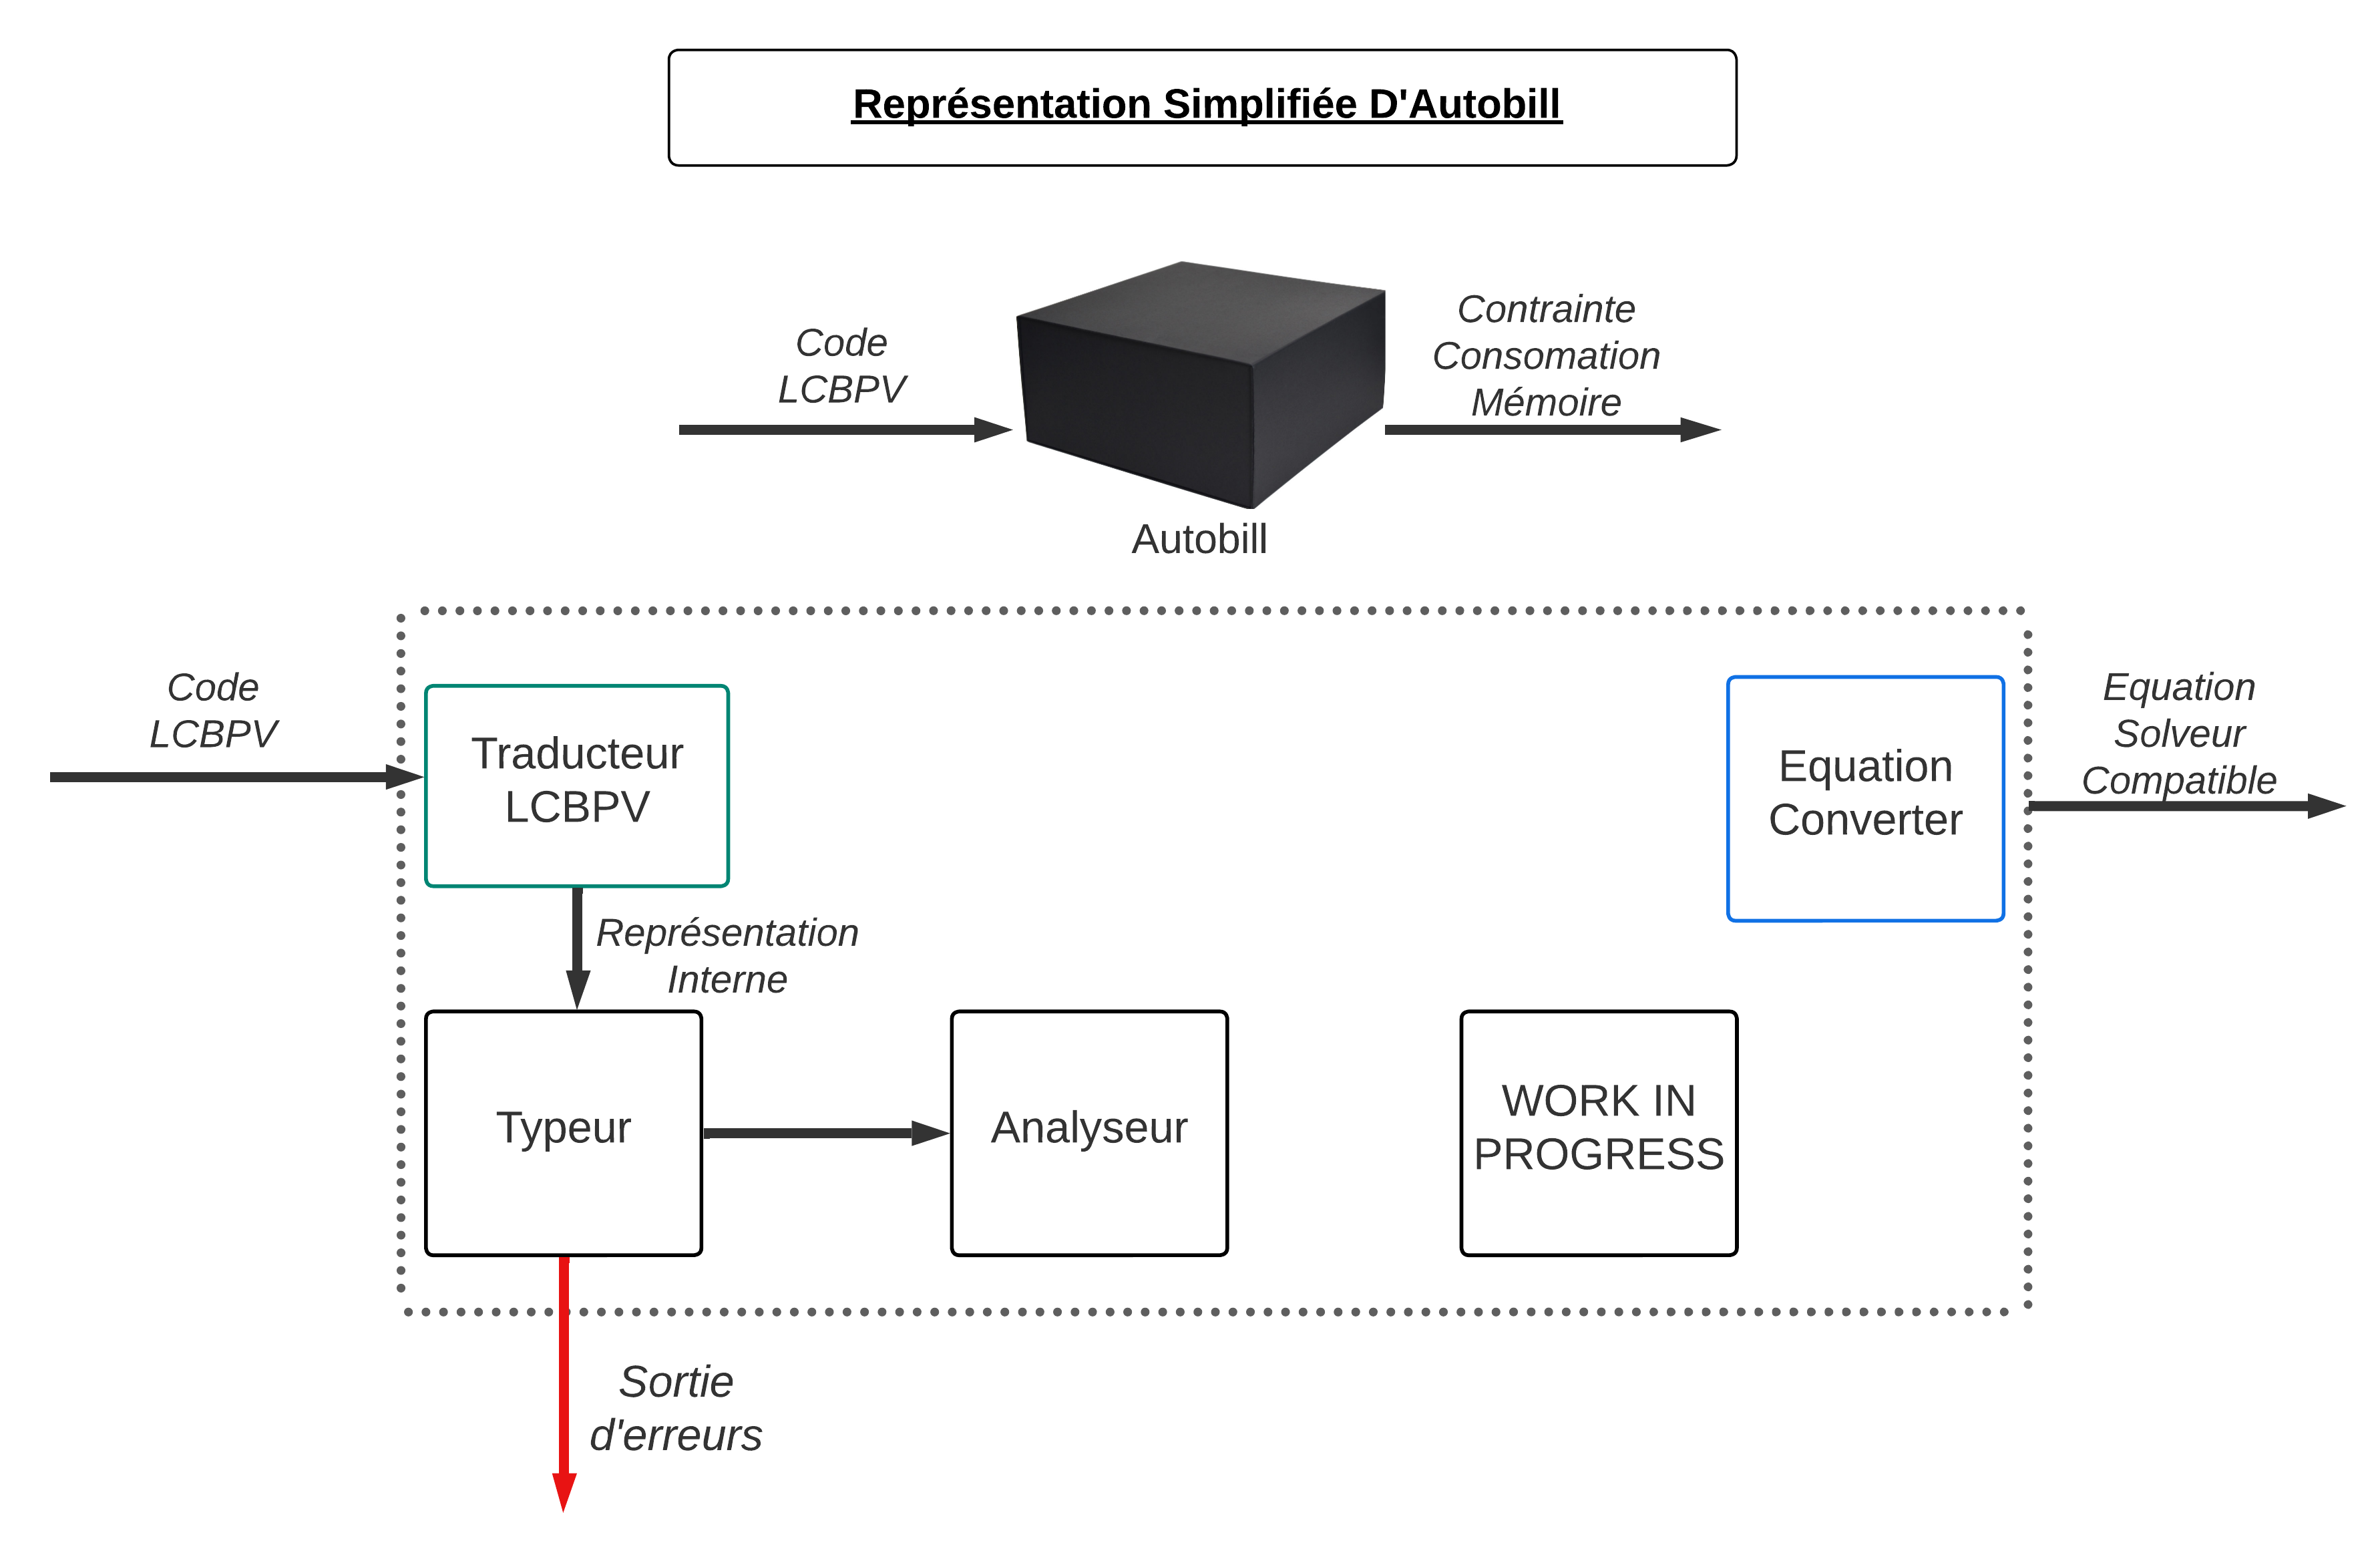 Représentation Simplifiée D'Autobill
Code
LCBPV
Contrainte
Consomation
Mémoire
Autobill
Code
LCBPV
Traducteur
LCBPV
Equation
Converter
Equation
Solveur
Compatible
Représentation
Interne
Typeur
Analyseur
WORK IN
PROGRESS
Sortie
d'erreurs